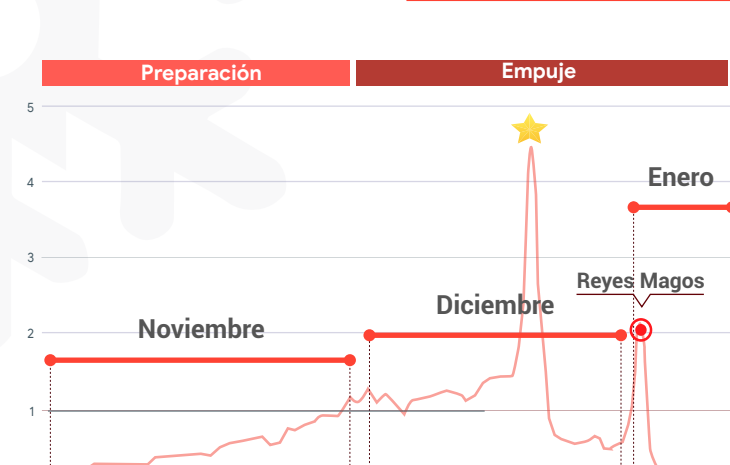 Preparación
Empuje
5
4
Enero
3
Reyes Magos
Diciembre
2
Noviembre
1